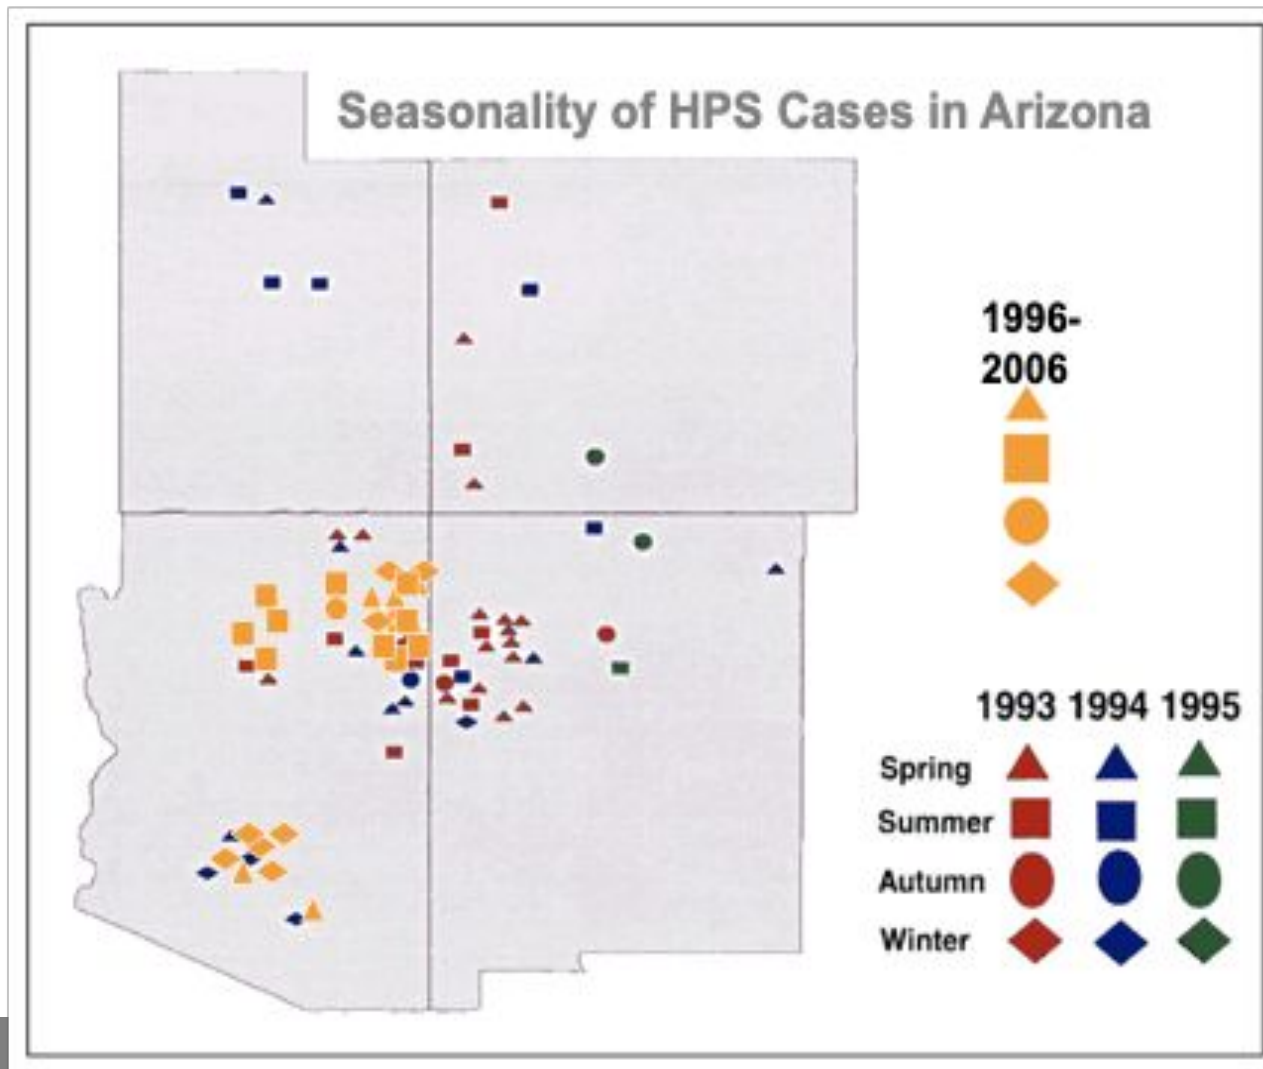 Seasonality of HPS Cases in Arizona
1996-
2006
1993 1994 1995
Spring
Summer
Autumn
Winter